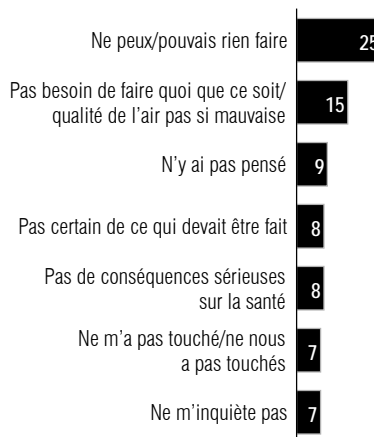 Ne peux/pouvais rien faire 25
Pas besoin de faire quoi que ce soit/
qualité de l'air pas si mauvaise 15
N'y ai pas pensé 9
Pas certain de ce qui devait être fait 8
Pas de conséquences sérieuses
sur la santé 8
Ne m'a pas touché/ne nous
a pas touchés 7
Ne m'inquiète pas 7